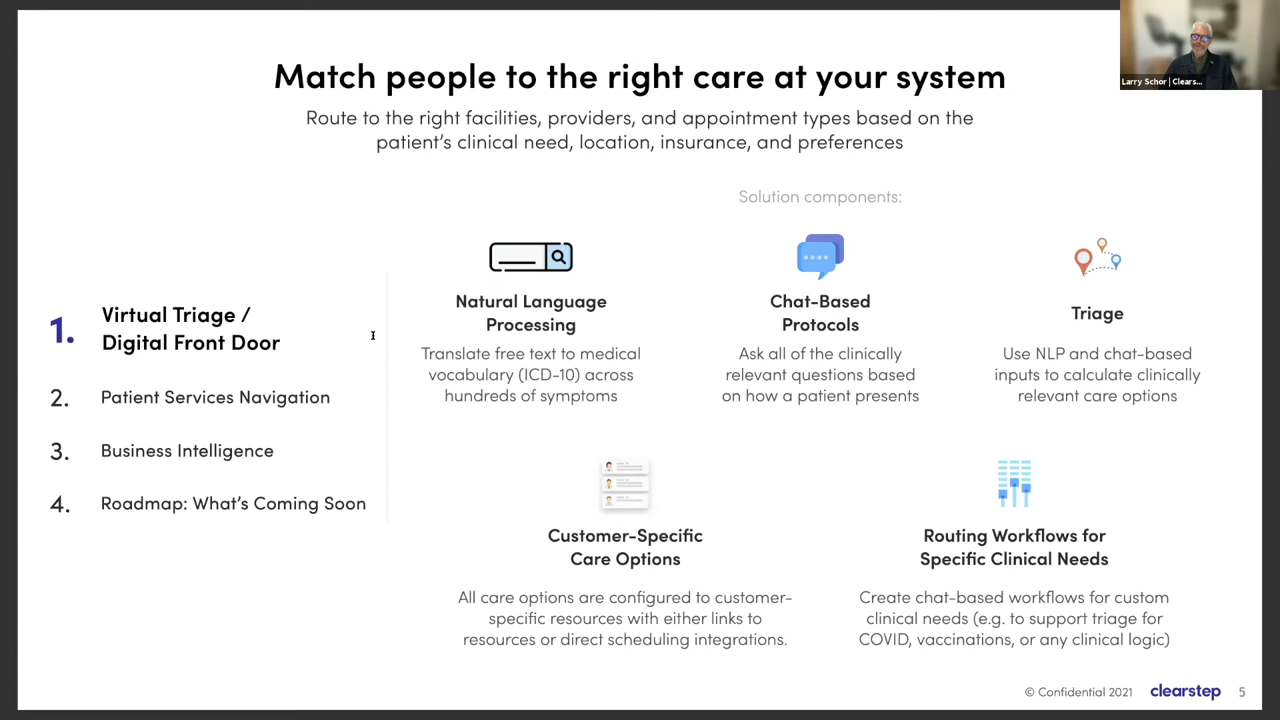 Match people to the right care at your system
Larry Schor | Clears...
Route to the right facilities, providers, and appointment types based on the
patient's clinical need, location, insurance, and preferences
Solution components:
1.
Virtual Triage /
Digital Front Door
2. Patient Services Navigation
3. Business Intelligence
4. Roadmap: What's Coming Soon
Natural Language
Processing
Translate free text to medical
vocabulary (ICD-10) across
hundreds of symptoms
Chat-Based
Protocols
Ask all of the clinically
relevant questions based
on how a patient presents
Triage
Use NLP and chat-based
inputs to calculate clinically
relevant care options
Customer-Specific
Care Options
All care options are configured to customer-
specific resources with either links to
resources or direct scheduling integrations.
Routing Workflows for
Specific Clinical Needs
Create chat-based workflows for custom
clinical needs (e.g. to support triage for
COVID, vaccinations, or any clinical logic)
© Confidential 2021 clearstep 5